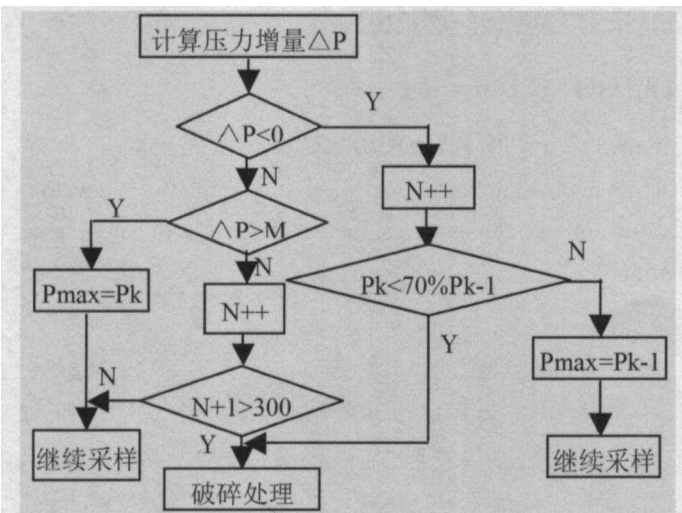 计算压力增量△P
△P<0
Y
N
N++
△P>M
Y
N
Pk<70%Pk-1
N
Pmax=Pk
N++
Y
Pmax=Pk-1
N
N+1>300
Y
继续采样
破碎处理
继续采样